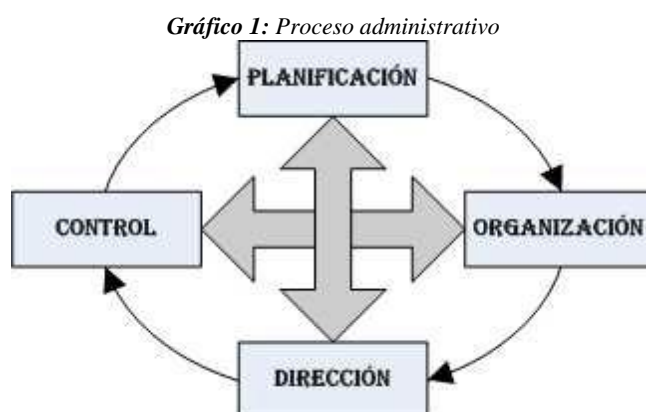 Gráfico 1: Proceso administrativo
PLANIFICACIÓN
CONTROL
ORGANIZACIÓN
DIRECCIÓN